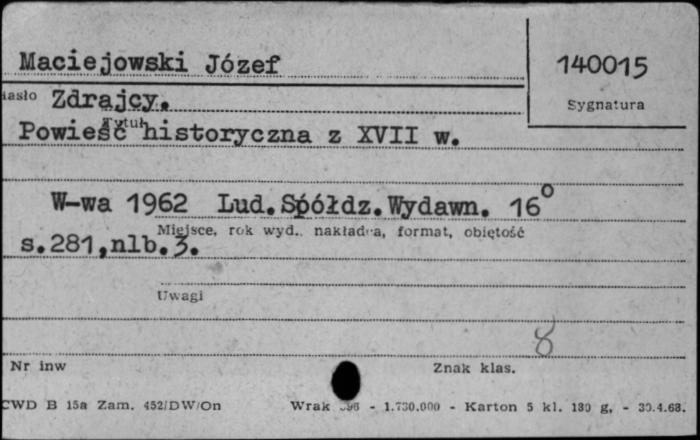 Maciejowski Józef
140015
Zdrajcy.
Sygnatura
Tytuł
Powieść historyczna z XVII w.
W-wa 1962 Lud.Spółdz.Wydawn. 16°
Miejsce, rok wyd., nakładca, format, objętość
s.281,nlb.3.
Uwagi
8
Nr inw
Znak klas.
CWD B 15a Zam. 452/DW/On Wrak - 1.730.000 - Karton 5 kl. 180 g, - 30.4.68.